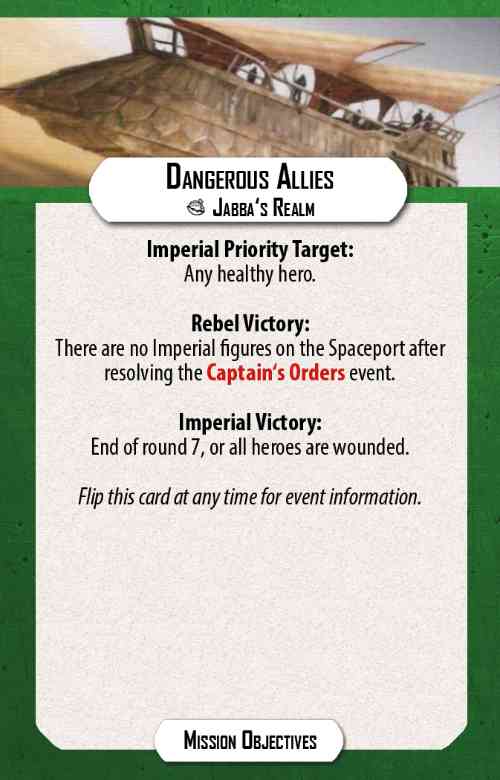 Dangerous Allies
Jabba‘s Realm
Imperial Priority Target:
Any healthy hero.
Rebel Victory:
There are no Imperial figures on the Spaceport after
resolving the Captain‘s Orders event.
Imperial Victory:
End of round 7, or all heroes are wounded.
Flip this card at any time for event information.
Mission Objectives